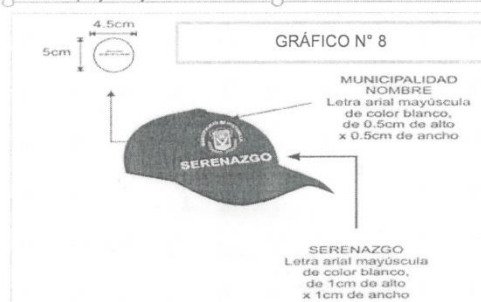 4.5cm
5cm
GRÁFICO N° 8
MUNICIPALIDAD
NOMBRE
Letra arial mayúscula
de color blanco,
de 0.5cm de alto
x 0.5cm de ancho
SERENAZGO
SERENAZGO
Letra arial mayúscula
de color blanco,
de 1cm de alto
x 1cm de ancho